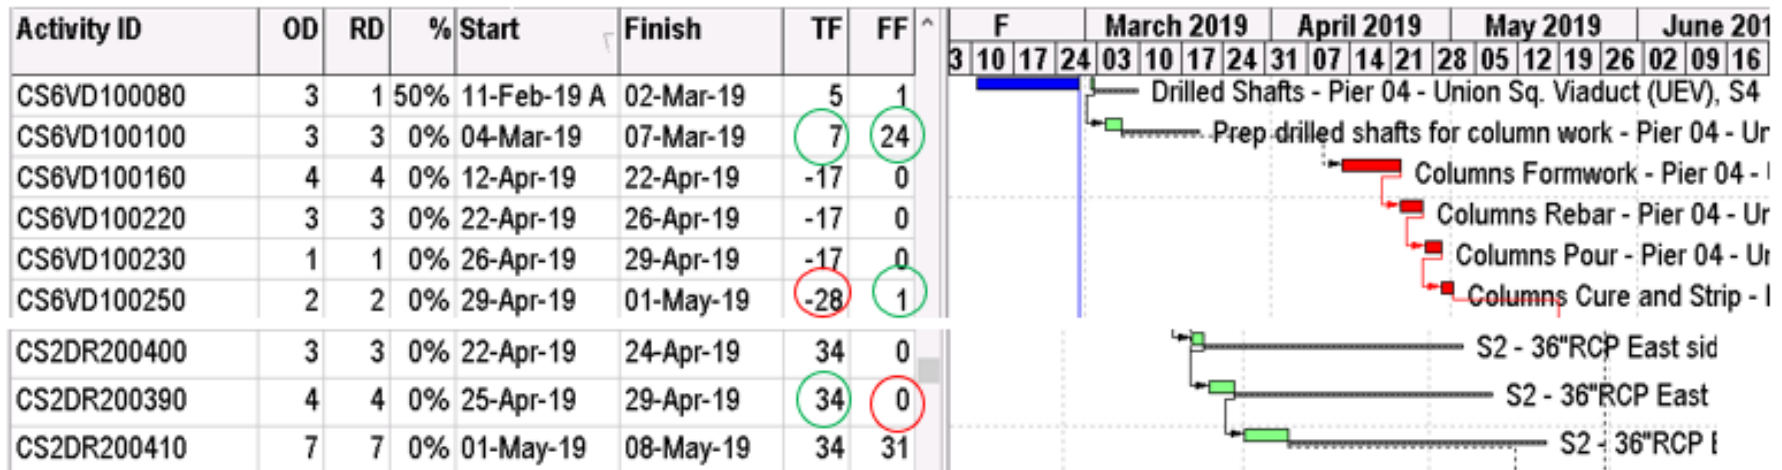 Activity ID OD RD % Start Finish TF FF F March 2019 April 2019 May 2019 June 201
3 10 17 24 03 10 17 24 31 07 14 21 28 05 12 19 26 02 09 16
CS6VD100080 3 1 50% 11-Feb-19 A 02-Mar-19 5 1 Drilled Shafts - Pier 04 - Union Sq. Viaduct (UEV), S4
CS6VD100100 3 3 0% 04-Mar-19 07-Mar-19 7 24 Prep drilled shafts for column work - Pier 04 - Un
CS6VD100160 4 4 0% 12-Apr-19 22-Apr-19 -17 0 Columns Formwork - Pier 04 -
CS6VD100220 3 3 0% 22-Apr-19 26-Apr-19 -17 0 Columns Rebar - Pier 04 - Un
CS6VD100230 1 1 0% 26-Apr-19 29-Apr-19 -17 0 Columns Pour - Pier 04 - Un
CS6VD100250 2 2 0% 29-Apr-19 01-May-19 -28 1 Columns Cure and Strip -
CS2DR200400 3 3 0% 22-Apr-19 24-Apr-19 34 0 S2 - 36"RCP East sid
CS2DR200390 4 4 0% 25-Apr-19 29-Apr-19 34 0 S2 - 36"RCP East
CS2DR200410 7 7 0% 01-May-19 08-May-19 34 31 S2 - 36"RCP E